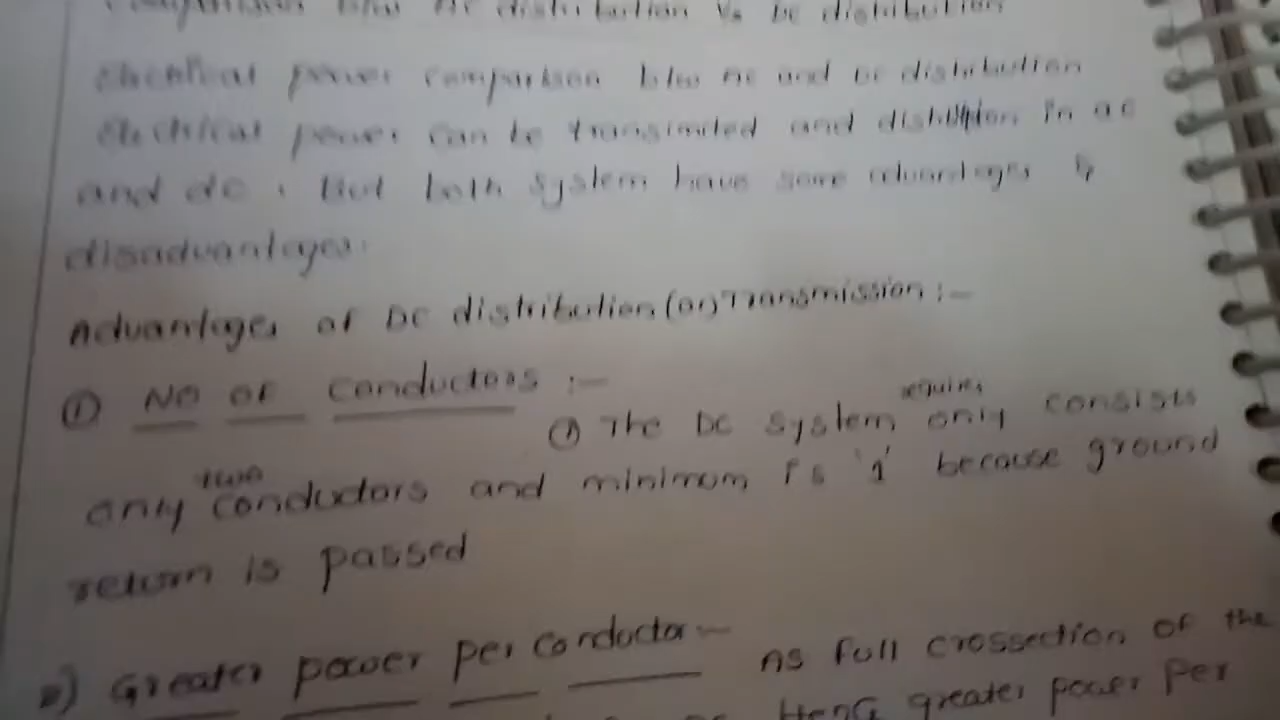 comparison b/w AC distribution Vs DC distribution
Electrical power comparison b/w AC and DC distribution
Electrical power can be transimited and distribution in ac
and dc . But both system have some advantages &
disadvantages.
Advantages of DC distribution (or) Transmission :-
① NO OF Conductors :-
requires
① The DC system only consists
two
only conductors and minimum is '1' because ground
return is passed
2) Greater power per conductor :-
As full crossection of the
Henc greater power per